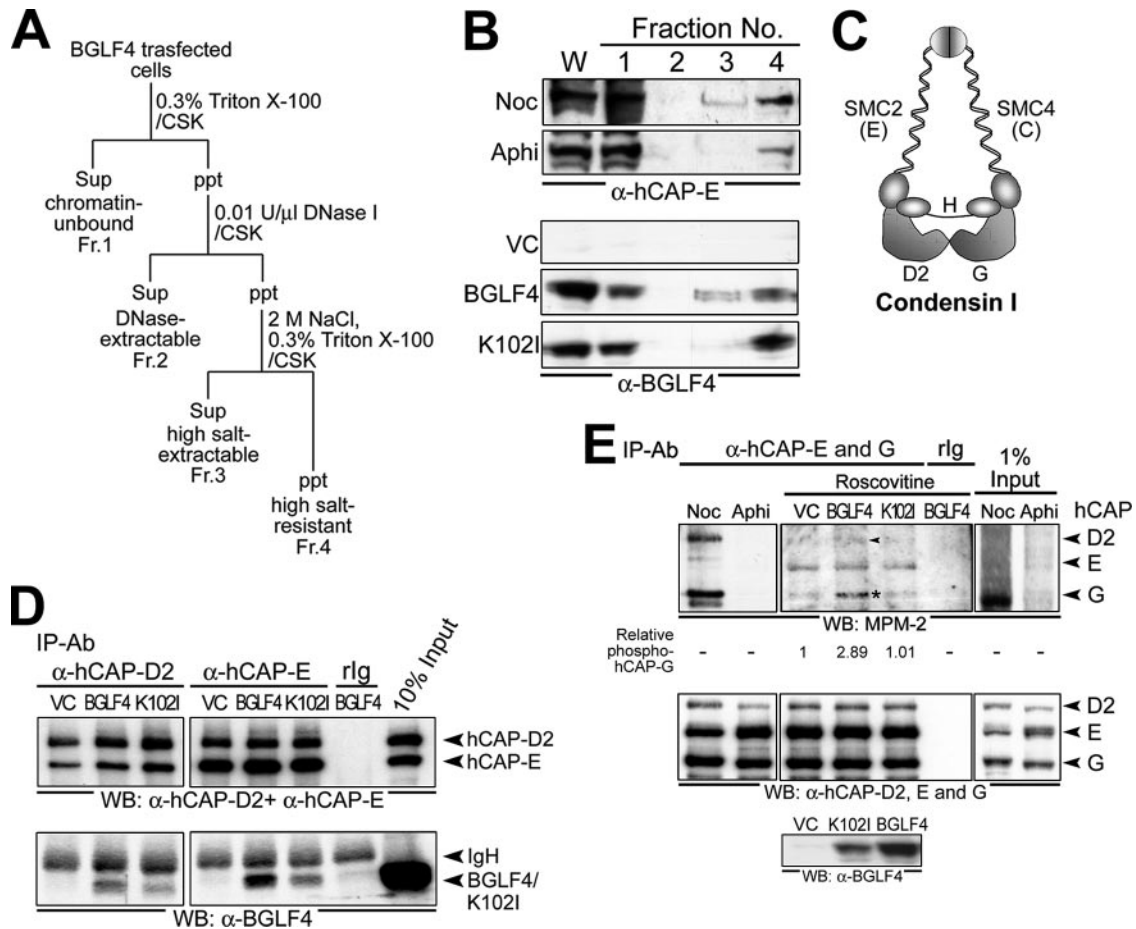 A
BGLF4 trasfected
cells
0.3% Triton X-100
/CSK
Sup
chromatin-
unbound
Fr.1
ppt
0.01 U/μl DNase I
/CSK
Sup
DNase-
extractable
Fr.2
ppt
2 M NaCl,
0.3% Triton X-100
/CSK
Sup
high salt-
extractable
Fr.3
ppt
high salt-
resistant
Fr.4
B
Fraction No.
W 1 2 3 4
Noc
Aphi
α-hCAP-E
VC
BGLF4
K102I
α-BGLF4
C
SMC2
(E)
SMC4
(C)
H
D2 G
Condensin I
D
IP-Ab
α-hCAP-D2 α-hCAP-E rIg 10% Input
VC BGLF4 K102I VC BGLF4 K102I BGLF4
hCAP-D2
hCAP-E
WB: α-hCAP-D2+ α-hCAP-E
IgH
BGLF4/
K102I
WB: α-BGLF4
E
IP-Ab α-hCAP-E and G rIg 1%
Input
Roscovitine
Noc Aphi VC BGLF4 K102I BGLF4 Noc Aphi hCAP
D2
E
*
G
WB: MPM-2
Relative
phospho-
hCAP-G
- - 1 2.89 1.01 - - -
D2
E
G
WB: α-hCAP-D2, E and G
VC K102I BGLF4
WB: α-BGLF4